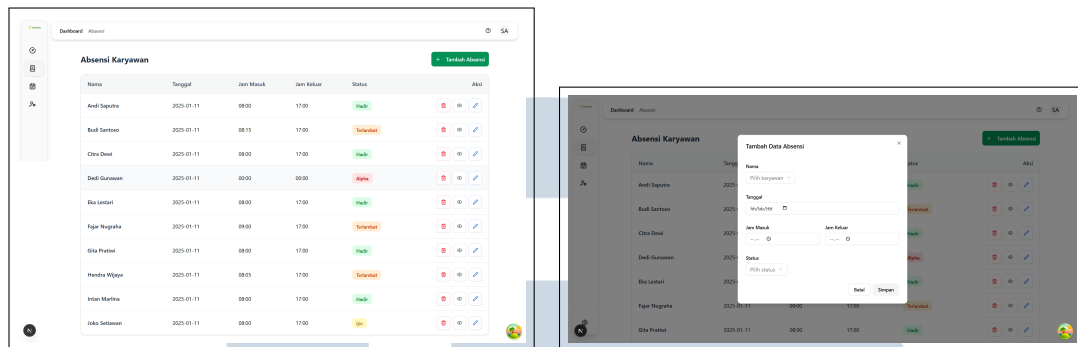 Dashboard Absensi SA
Absensi Karyawan + Tambah Absensi
Nama Tanggal Jam Masuk Jam Keluar Status Aksi
Andi Saputra 2025-01-11 08:00 17:00 Hadir
Budi Santoso 2025-01-11 08:15 17:00 Terlambat
Citra Dewi 2025-01-11 08:00 17:00 Hadir
Dedi Gunawan 2025-01-11 00:00 00:00 Alpha
Eka Lestari 2025-01-11 08:00 17:00 Hadir
Fajar Nugraha 2025-01-11 09:00 17:00 Terlambat
Gita Pratiwi 2025-01-11 08:00 17:00 Hadir
Hendra Wijaya 2025-01-11 08:05 17:00 Terlambat
Intan Marlina 2025-01-11 08:00 17:00 Hadir
Joko Setiawan 2025-01-11 08:00 17:00 Ijin
N
Dashboard Absensi SA
Absensi Karyawan + Tambah Absensi
Nama Aksi
Andi Saputra Hadir
Budi Santoso Terlambat
Citra Dewi Hadir
Dedi Gunawan Alpha
Eka Lestari Hadir
Fajar Nugraha 2025-01-11 09:00 17:00 Terlambat
Gita Pratiwi 2025-01-11 08:00 17:00 Hadir
N
Tambah Data Absensi
Nama
Pilih karyawan
Tanggal
hh/bb/tttt
Jam Masuk Jam Keluar
--.-- --.--
Status
Pilih status
Batal Simpan